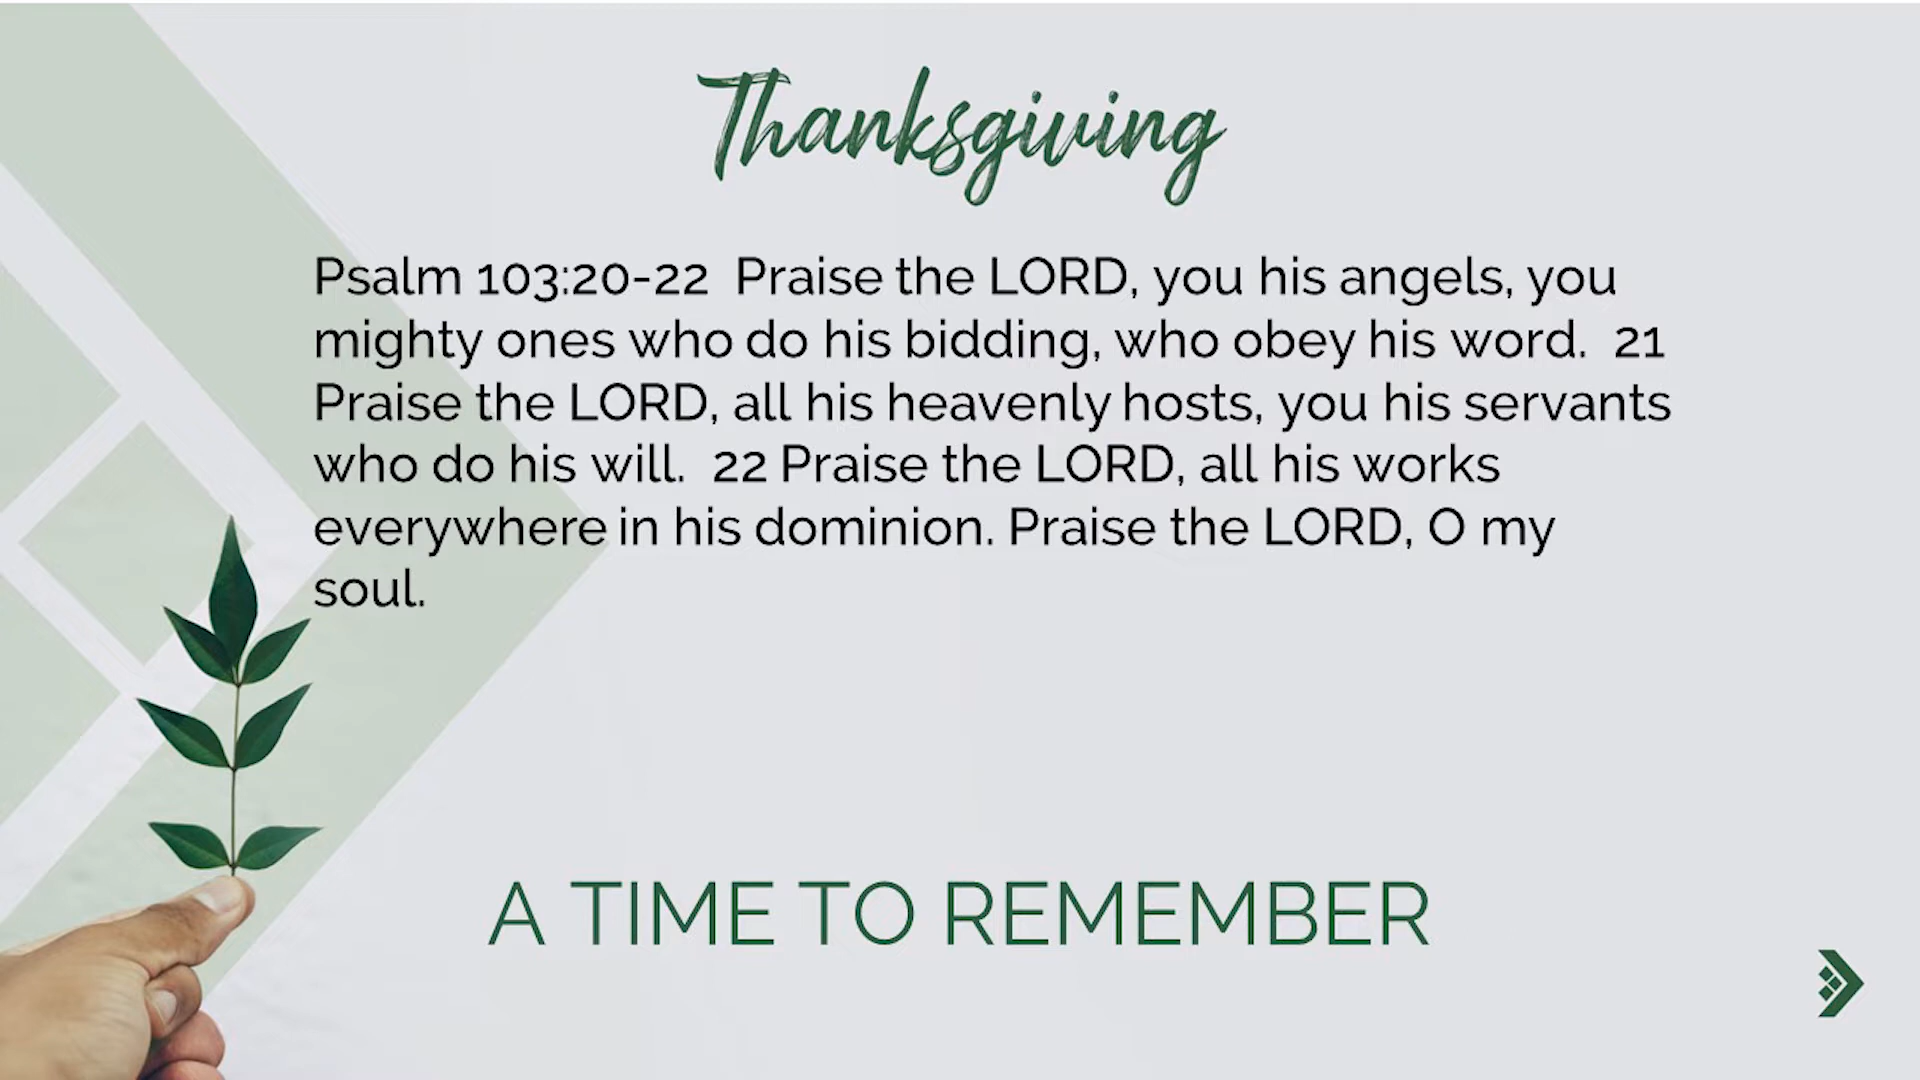 Thanksgiving
Psalm 103:20-22  Praise the LORD, you his angels, you
mighty ones who do his bidding, who obey his word.  21
Praise the LORD, all his heavenly hosts, you his servants
who do his will.  22 Praise the LORD, all his works
everywhere in his dominion. Praise the LORD, O my
soul.
A TIME TO REMEMBER